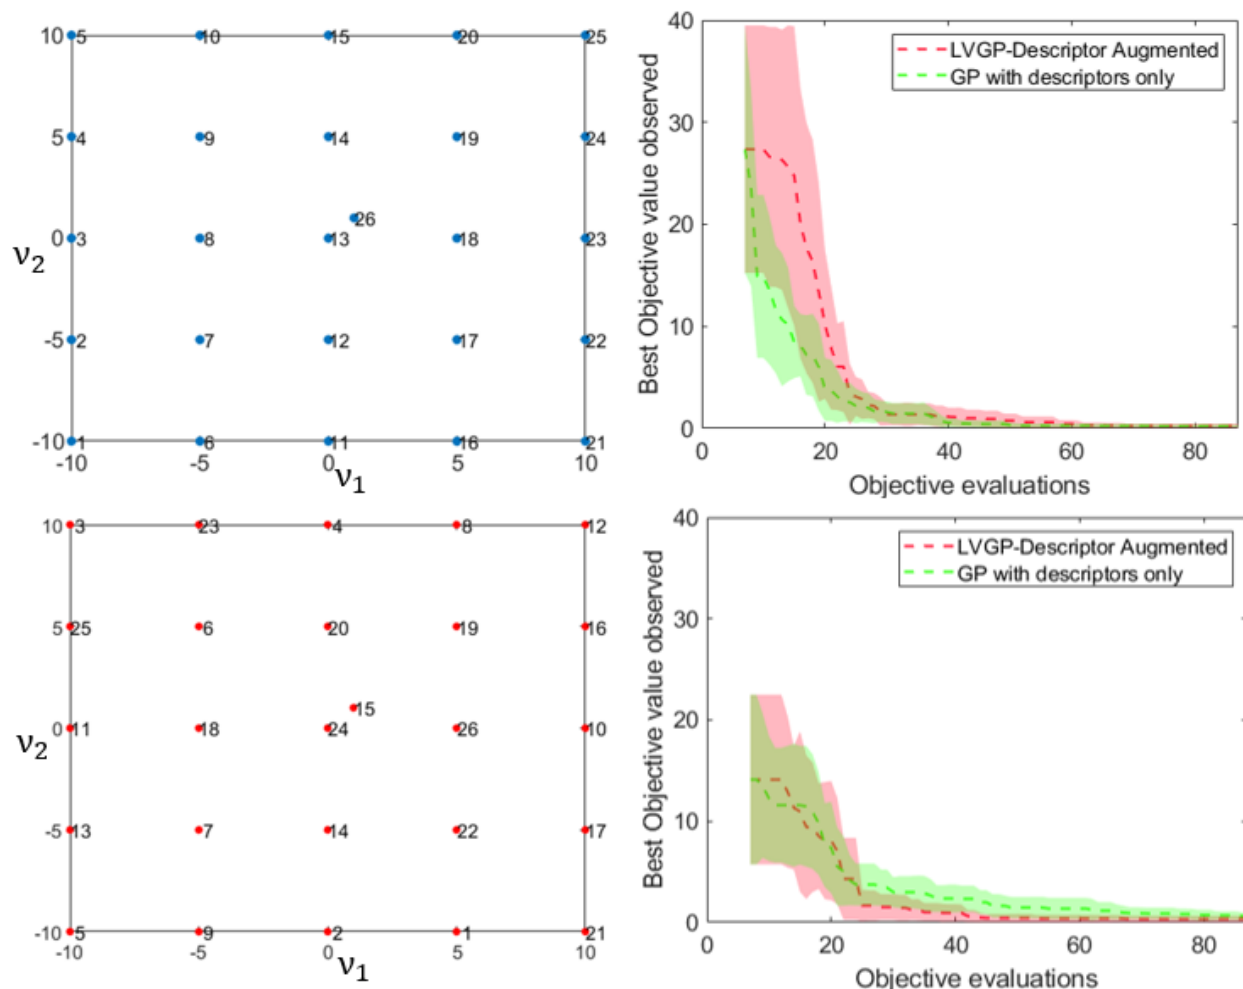 10 5 10 15 20 25
5 4 9 14 19 24
26
ν2 0 3 8 13 18 23
-5 2 7 12 17 22
-10 1 6 11 16 21
-10 -5 0 5 10
ν1
40
LVGP-Descriptor Augmented
GP with descriptors only
30
20
10
0
Best Objective value observed
0 20 40 60 80
Objective evaluations
10 3 23 4 8 12
5 25 6 20 19 16
15
ν2 0 11 18 24 26 10
-5 13 7 14 22 17
-10 5 9 2 1 21
-10 -5 0 5 10
ν1
40
LVGP-Descriptor Augmented
GP with descriptors only
30
20
10
0
Best Objective value observed
0 20 40 60 80
Objective evaluations